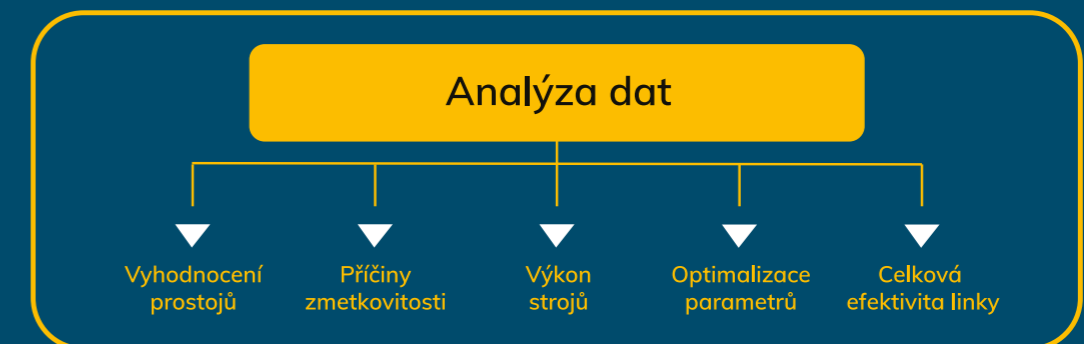 Analýza dat
Vyhodnocení
prostojů
Příčiny
zmetkovitosti
Výkon
strojů
Optimalizace
parametrů
Celková
efektivita linky